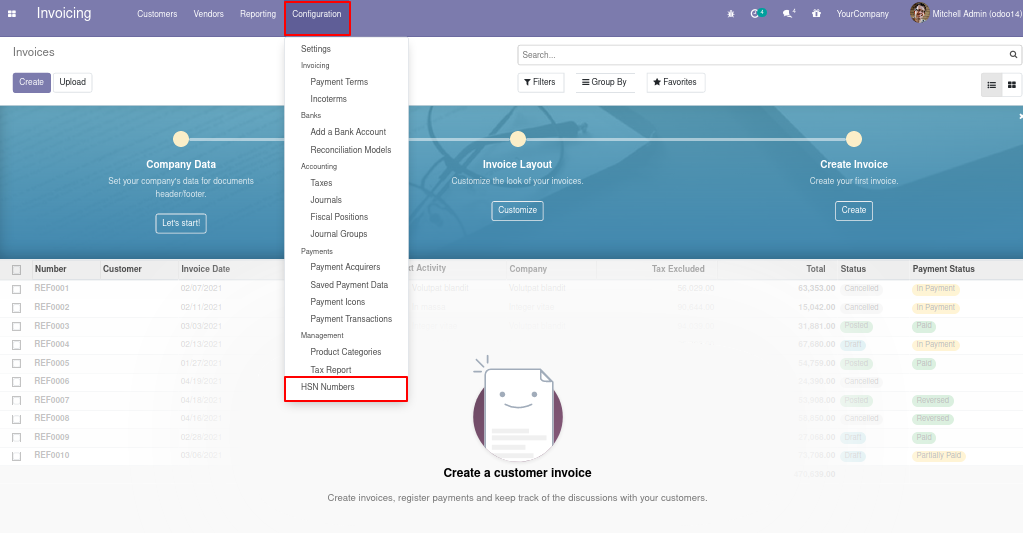 Invoicing Customers Vendors Reporting Configuration 4 4 YourCompany Mitchell Admin (odoo14)
Invoices
Search...
Create Upload
Filters Group By Favorites
Settings
Invoicing
Payment Terms
Incoterms
Banks
Add a Bank Account
Reconciliation Models
Accounting
Taxes
Journals
Fiscal Positions
Journal Groups
Payments
Payment Acquirers
Saved Payment Data
Payment Icons
Payment Transactions
Management
Product Categories
Tax Report
HSN Numbers
Company Data
Set your company's data for documents
header/footer.
Let's start!
Invoice Layout
Customize the look of your invoices.
Customize
Create Invoice
Create your first invoice.
Create
Number Customer Invoice Date Activity Company Tax Excluded Total Status Payment Status
REF0001 02/07/2021 63,353.00 Cancelled In Payment
REF0002 02/11/2021 15,042.00 Cancelled In Payment
REF0003 03/03/2021 31,681.00 Posted Paid
REF0004 02/13/2021 67,680.00 Draft In Payment
REF0005 01/27/2021 Posted Paid
REF0006 04/19/2021 Cancelled
REF0007 04/18/2021 Posted Reversed
REF0008 04/15/2021 Cancelled Reversed
REF0009 02/28/2021 Draft Paid
REF0010 03/06/2021 Draft Partially Paid
Create a customer invoice
Create invoices, register payments and keep track of the discussions with your customers.